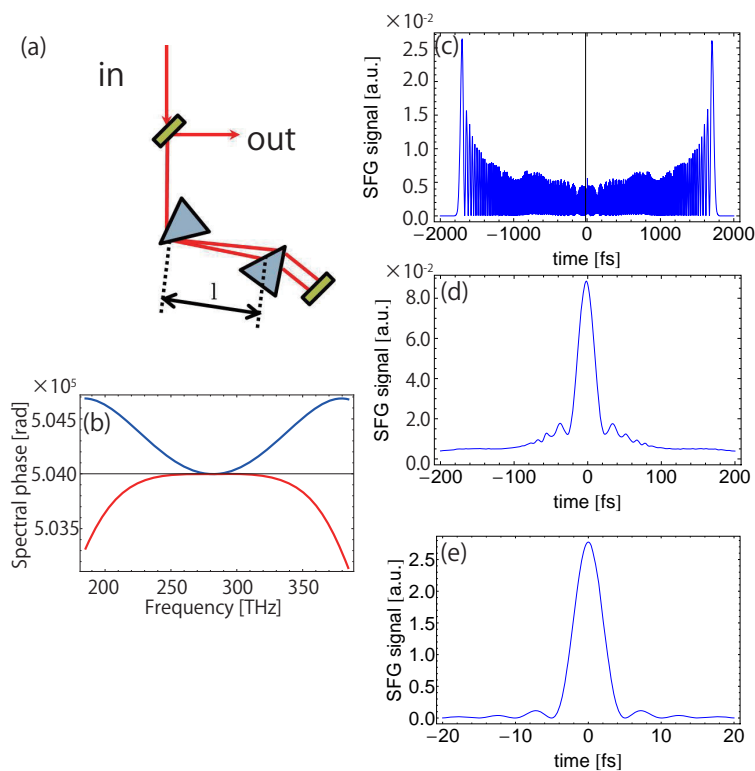 (a)
in
out
l
(b)
×10⁵
5.045
5.040
5.035
Spectral phase [rad]
200 250 300 350
Frequency [THz]
(c)
×10⁻²
2.5
2.0
1.5
1.0
0.5
0.0
SFG signal [a.u.]
−2000 −1000 0 1000 2000
time [fs]
(d)
×10⁻²
8.0
6.0
4.0
2.0
0.0
SFG signal [a.u.]
−200 −100 0 100 200
time [fs]
(e)
2.5
2.0
1.5
1.0
0.5
0.0
SFG signal [a.u.]
−20 −10 0 10 20
time [fs]